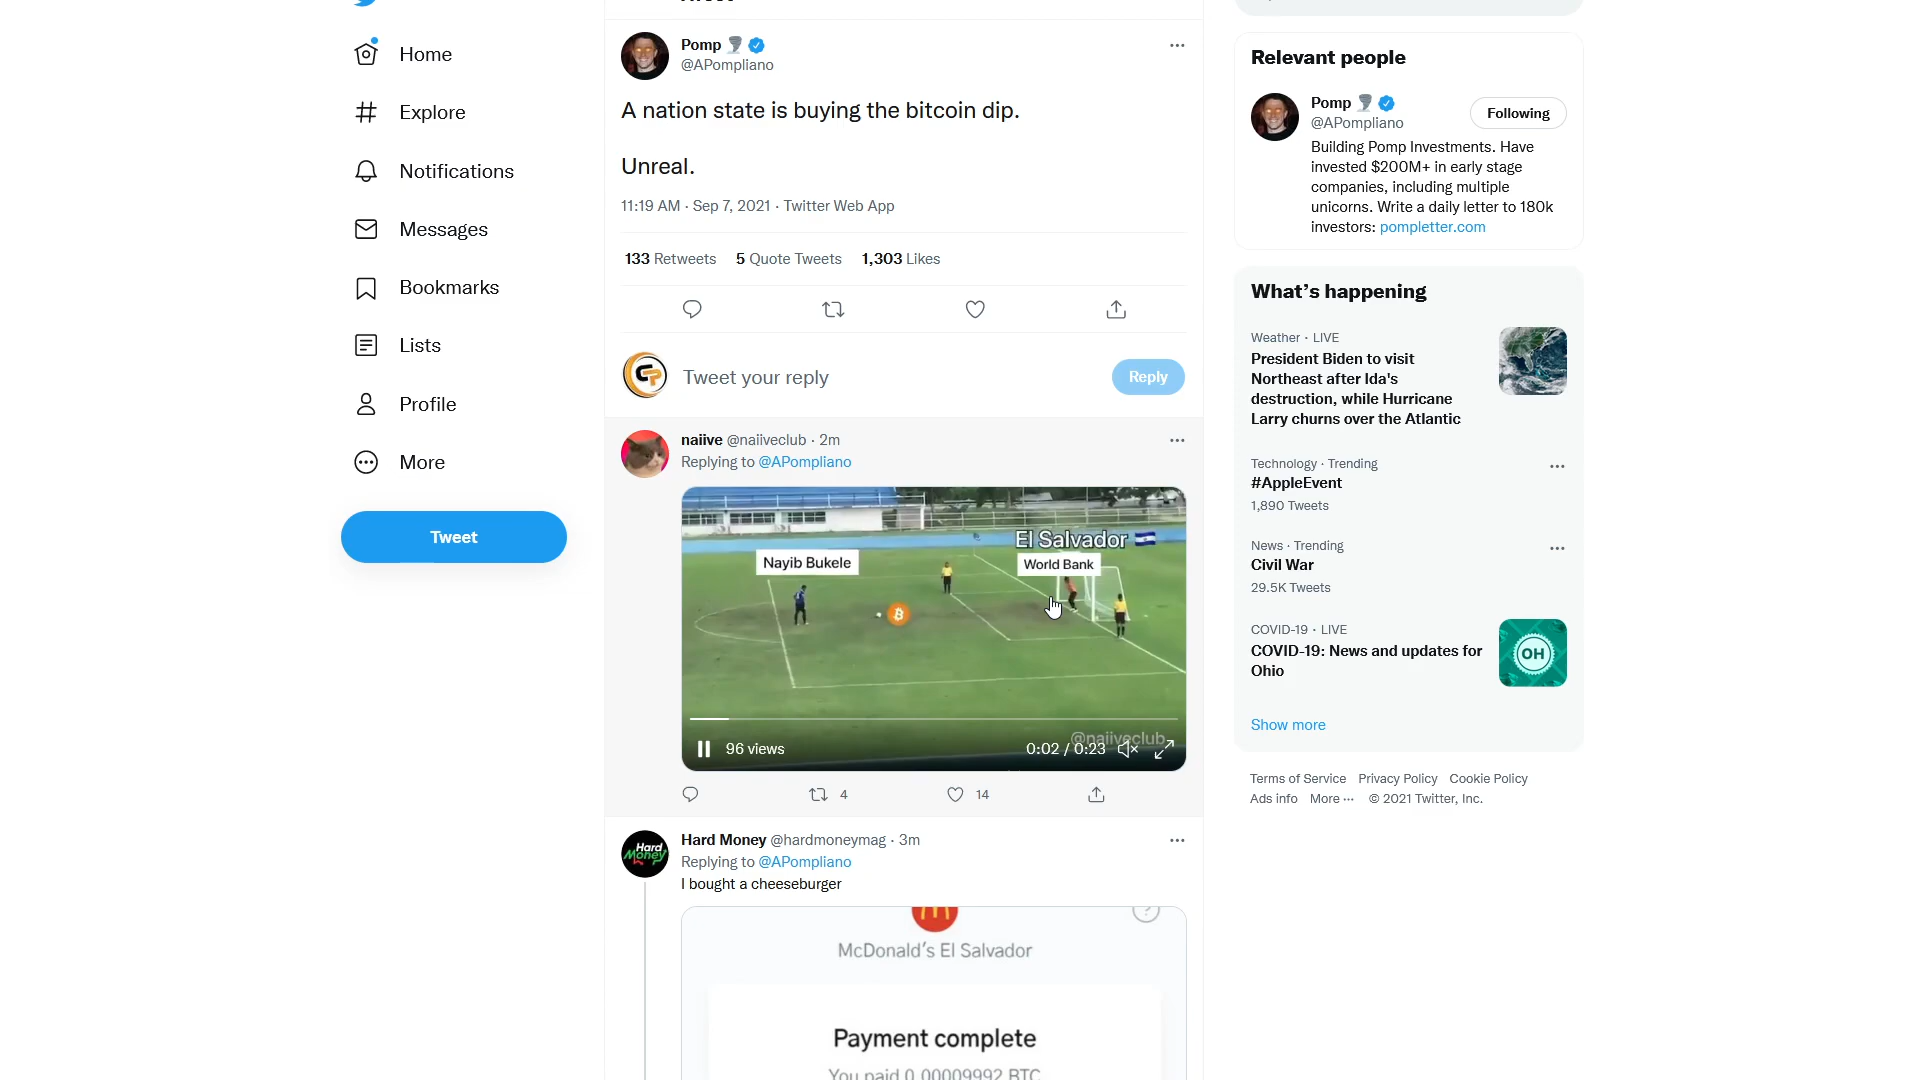 Home
Explore
Notifications
Messages
Bookmarks
Lists
Profile
More
Tweet
Pomp
@APompliano
A nation state is buying the bitcoin dip.
Unreal.
11:19 AM · Sep 7, 2021 · Twitter Web App
133 Retweets 5 Quote Tweets 1,303 Likes
Tweet your reply
Reply
naiive @naiiveclub · 2m
Replying to @APompliano
El Salvador
Nayib Bukele
World Bank
@naiiveclub
96 views
0:02 / 0:23
4
14
Hard Money
Hard Money @hardmoneymag · 3m
Replying to @APompliano
I bought a cheeseburger
McDonald's El Salvador
Payment complete
You paid 0.00009992 BTC
Relevant people
Pomp
@APompliano
Following
Building Pomp Investments. Have
invested $200M+ in early stage
companies, including multiple
unicorns. Write a daily letter to 180k
investors: pompletter.com
What's happening
Weather · LIVE
President Biden to visit
Northeast after Ida's
destruction, while Hurricane
Larry churns over the Atlantic
Technology · Trending
#AppleEvent
1,890 Tweets
News · Trending
Civil War
29.5K Tweets
COVID-19 · LIVE
COVID-19: News and updates for
Ohio
OH
Show more
Terms of Service Privacy Policy Cookie Policy
Ads info More ··· © 2021 Twitter, Inc.